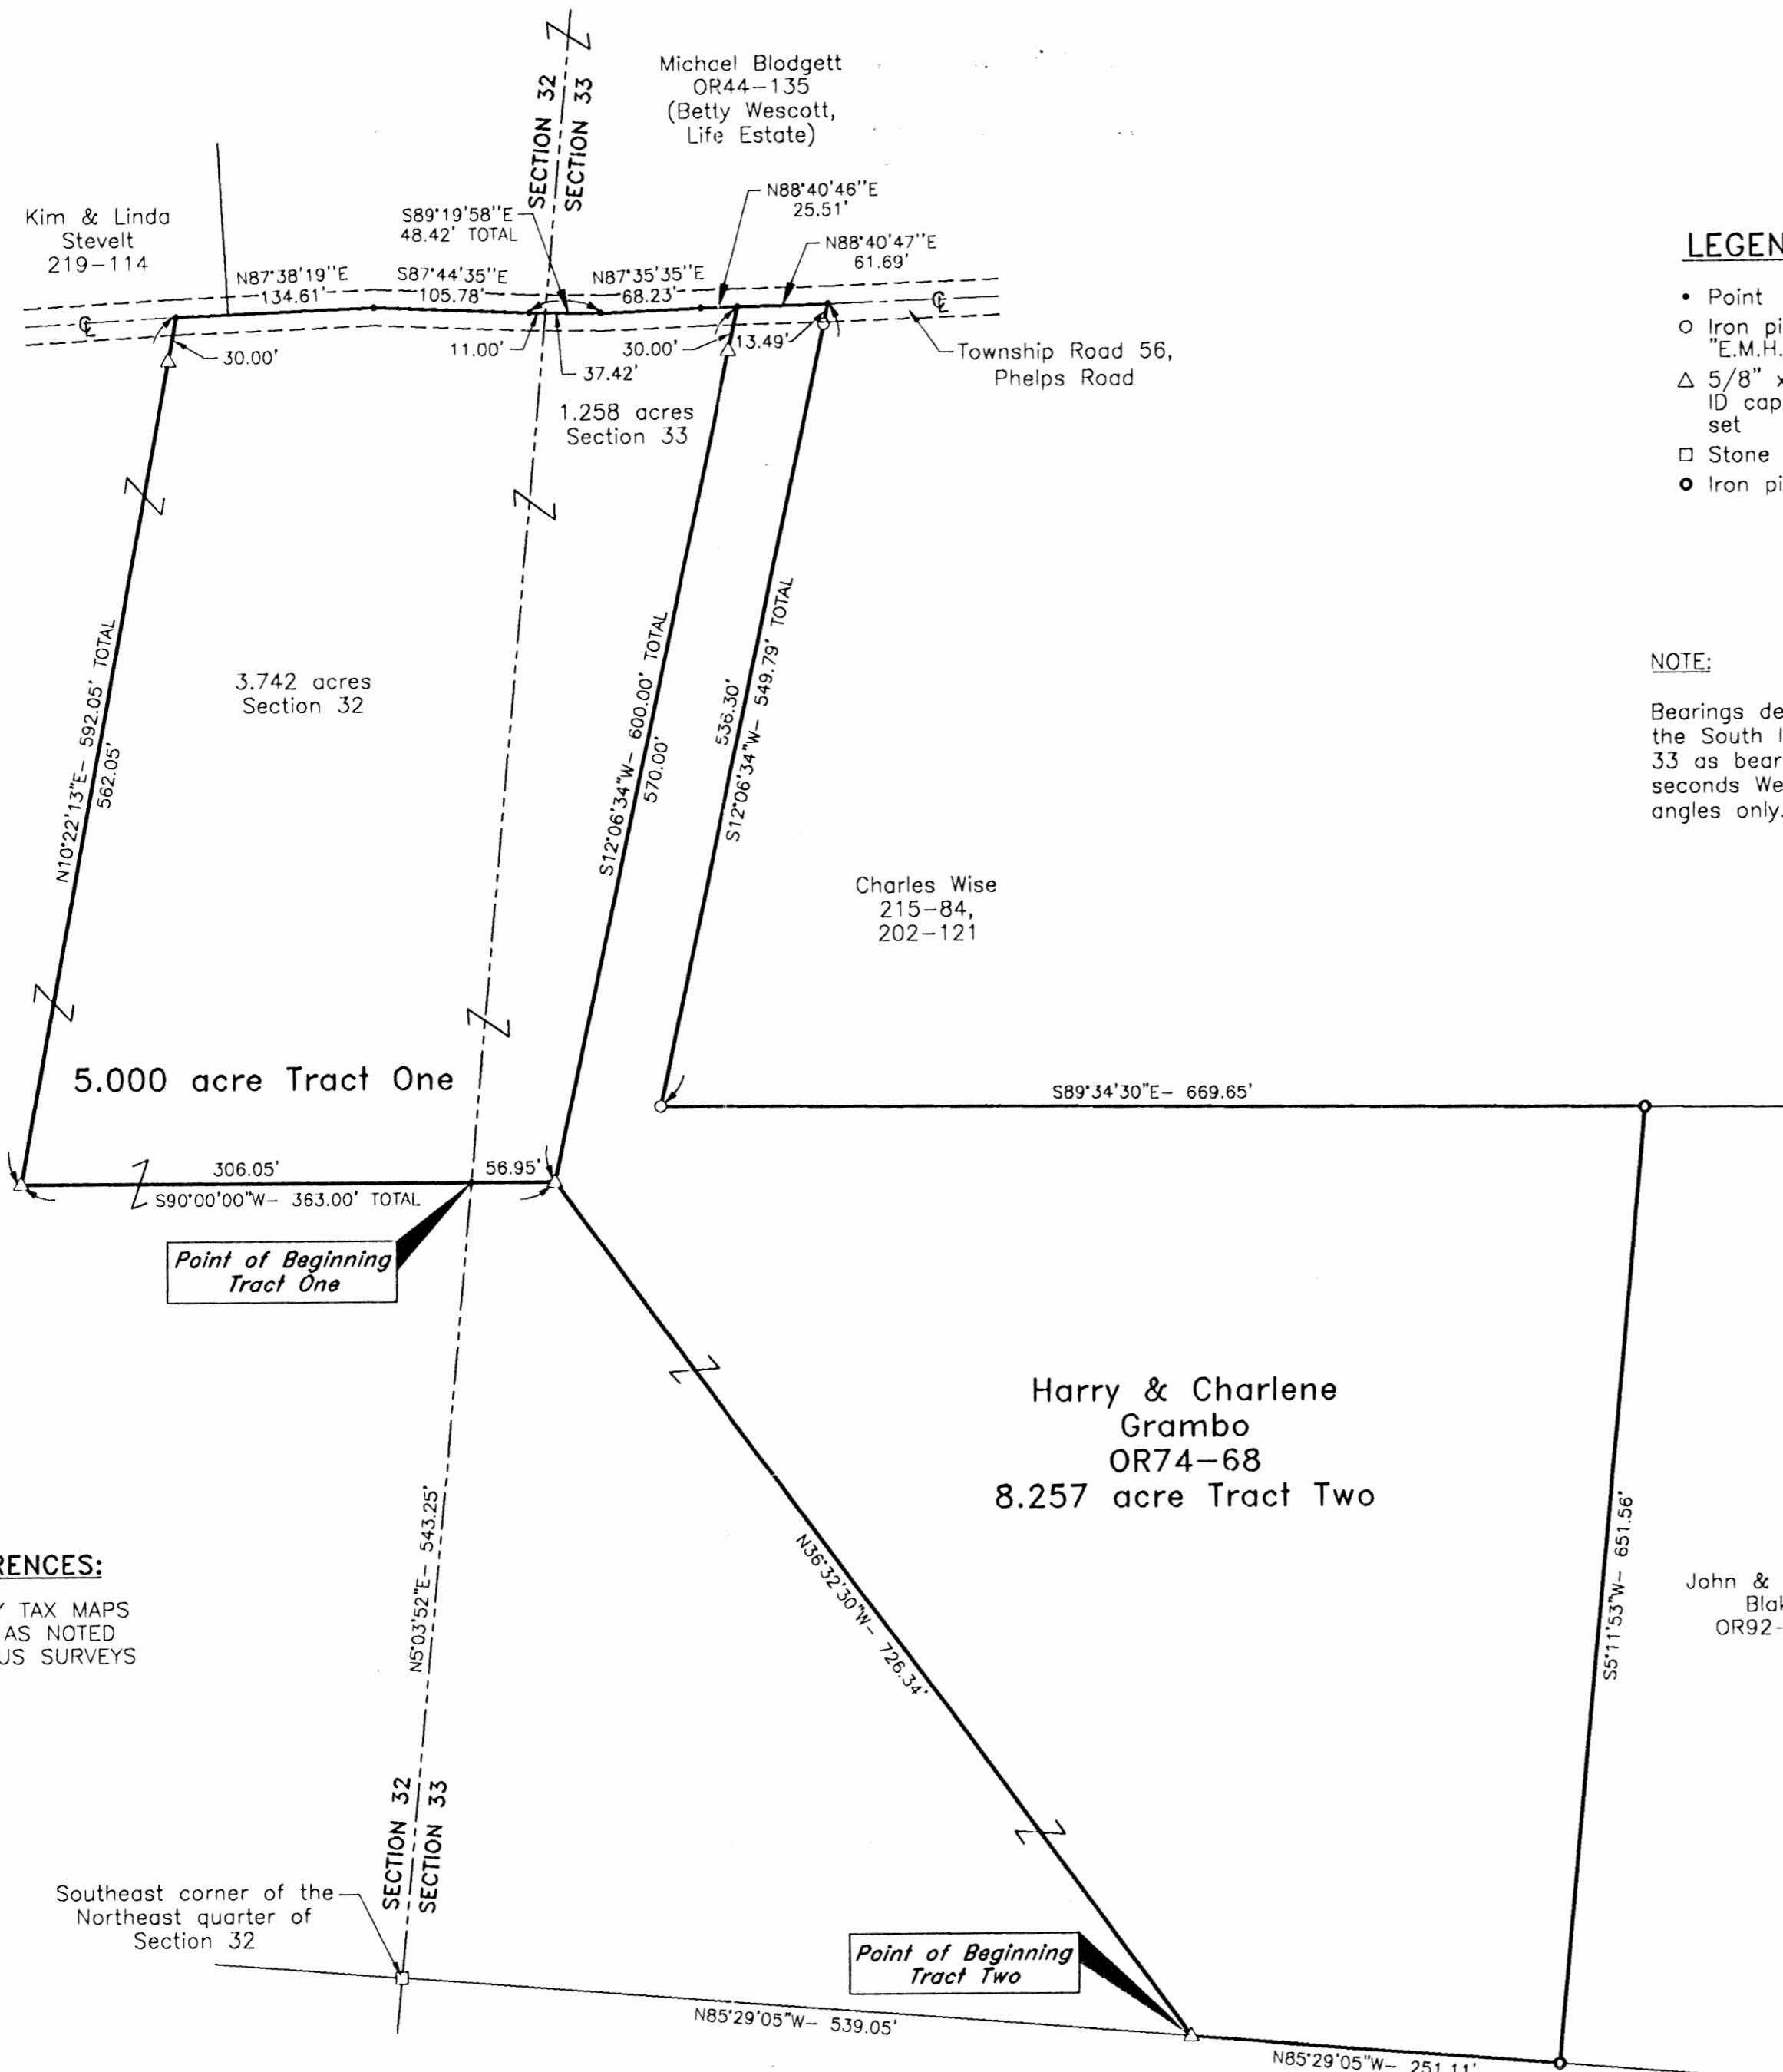 Michael Blodgett
OR44-135
(Betty Wescott,
Life Estate)
SECTION 32
SECTION 33
Kim & Linda
Stevelt
219-114
S89°19'58"E
48.42' TOTAL
N88°40'46"E
25.51'
N88°40'47"E
61.69'
N87°38'19"E
134.61'
S87°44'35"E
105.78'
N87°35'35"E
68.23'
30.00'
11.00'
37.42'
30.00'
13.49'
Township Road 56,
Phelps Road
1.258 acres
Section 33
LEGEN
• Point
○ Iron pi
"E.M.H.
△ 5/8" x
ID cap
set
□ Stone
Iron pi
NOTE:
Bearings de
the South l
33 as bear
seconds We
angles only.
3.742 acres
Section 32
N10°22'13"E- 592.05' TOTAL
562.05'
S12°06'34"W- 600.00' TOTAL
570.00'
536.30'
S12°06'34"W- 549.79' TOTAL
Charles Wise
215-84,
202-121
5.000 acre Tract One
S89°34'30"E- 669.65'
306.05'
56.95'
S90°00'00"W- 363.00' TOTAL
Point of Beginning
Tract One
Harry & Charlene
Grambo
OR74-68
8.257 acre Tract Two
N5°03'52"E- 543.25'
N36°32'30"W- 726.34'
S5°11'53"W- 651.56'
RENCES:
Y TAX MAPS
AS NOTED
US SURVEYS
John &
Bla
OR92-
SECTION 32
SECTION 33
Southeast corner of the
Northeast quarter of
Section 32
Point of Beginning
Tract Two
N85°29'05"W- 539.05'
N85°29'05"W- 251.11'